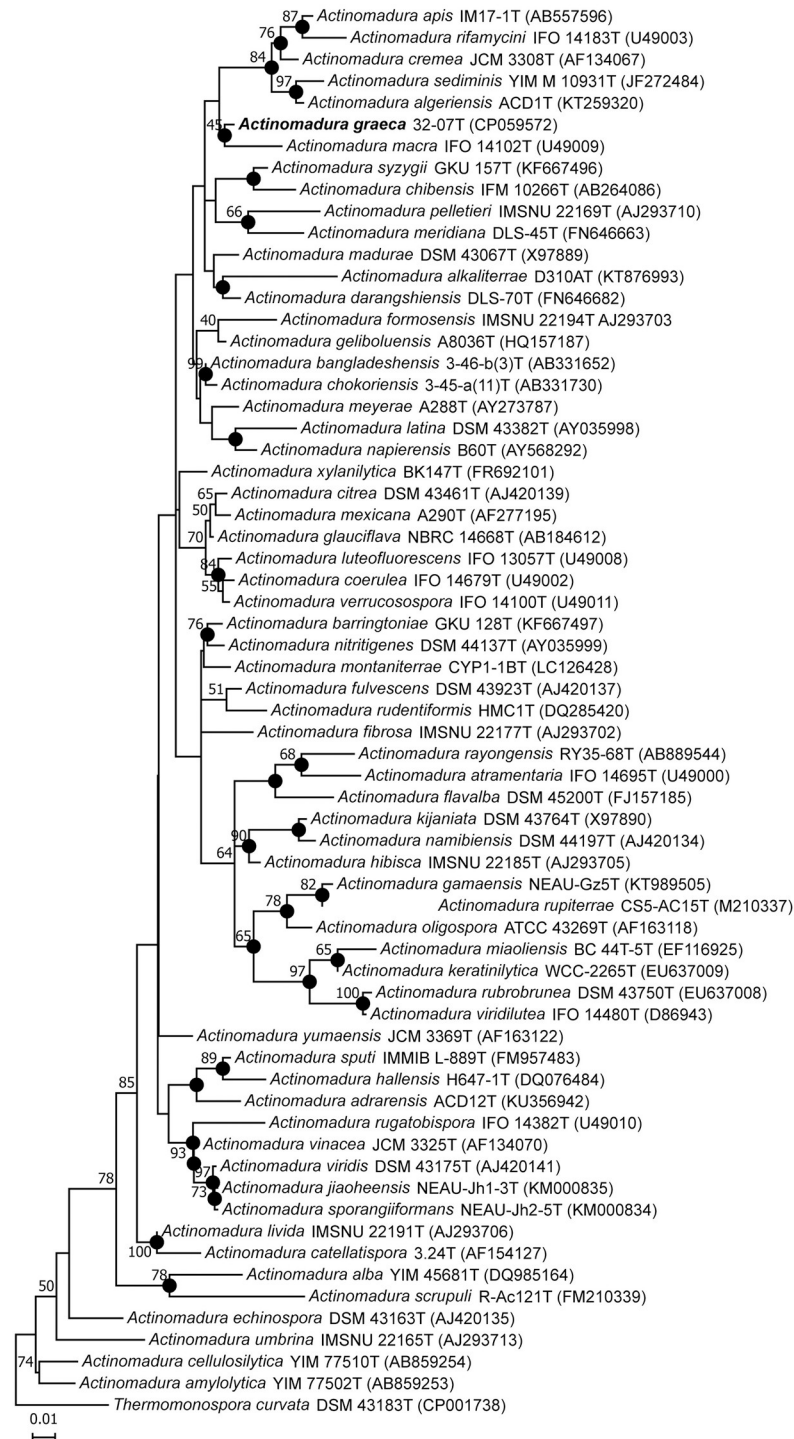 87 Actinomadura apis IM17-1T (AB557596)
76 Actinomadura rifamycini IFO 14183T (U49003)
84 Actinomadura cremea JCM 3308T (AF134067)
97 Actinomadura sediminis YIM M 10931T (JF272484)
Actinomadura algeriensis ACD1T (KT259320)
45 Actinomadura graeca 32-07T (CP059572)
Actinomadura macra IFO 14102T (U49009)
Actinomadura syzygii GKU 157T (KF667496)
Actinomadura chibensis IFM 10266T (AB264086)
66 Actinomadura pelletieri IMSNU 22169T (AJ293710)
Actinomadura meridiana DLS-45T (FN646663)
Actinomadura madurae DSM 43067T (X97889)
Actinomadura alkaliterrae D310AT (KT876993)
Actinomadura darangshiensis DLS-70T (FN646682)
40 Actinomadura formosensis IMSNU 22194T AJ293703
Actinomadura geliboluensis A8036T (HQ157187)
99 Actinomadura bangladeshensis 3-46-b(3)T (AB331652)
Actinomadura chokoriensis 3-45-a(11)T (AB331730)
Actinomadura meyerae A288T (AY273787)
Actinomadura latina DSM 43382T (AY035998)
Actinomadura napierensis B60T (AY568292)
Actinomadura xylanilytica BK147T (FR692101)
65 Actinomadura citrea DSM 43461T (AJ420139)
50 Actinomadura mexicana A290T (AF277195)
70 Actinomadura glauciflava NBRC 14668T (AB184612)
84 Actinomadura luteofluorescens IFO 13057T (U49008)
55 Actinomadura coerulea IFO 14679T (U49002)
Actinomadura verrucosospora IFO 14100T (U49011)
76 Actinomadura barringtoniae GKU 128T (KF667497)
Actinomadura nitritigenes DSM 44137T (AY035999)
Actinomadura montaniterrae CYP1-1BT (LC126428)
51 Actinomadura fulvescens DSM 43923T (AJ420137)
Actinomadura rudentiformis HMC1T (DQ285420)
Actinomadura fibrosa IMSNU 22177T (AJ293702)
68 Actinomadura rayongensis RY35-68T (AB889544)
Actinomadura atramentaria IFO 14695T (U49000)
Actinomadura flavalba DSM 45200T (FJ157185)
Actinomadura kijaniata DSM 43764T (X97890)
90 Actinomadura namibiensis DSM 44197T (AJ420134)
64 Actinomadura hibisca IMSNU 22185T (AJ293705)
82 Actinomadura gamaensis NEAU-Gz5T (KT989505)
78 Actinomadura rupiterrae CS5-AC15T (M210337)
Actinomadura oligospora ATCC 43269T (AF163118)
65 65 Actinomadura miaoliensis BC 44T-5T (EF116925)
97 Actinomadura keratinilytica WCC-2265T (EU637009)
100 Actinomadura rubrobrunea DSM 43750T (EU637008)
Actinomadura viridilutea IFO 14480T (D86943)
Actinomadura yumaensis JCM 3369T (AF163122)
89 Actinomadura sputi IMMIB L-889T (FM957483)
85 Actinomadura hallensis H647-1T (DQ076484)
Actinomadura adrarensis ACD12T (KU356942)
Actinomadura rugatobispora IFO 14382T (U49010)
93 Actinomadura vinacea JCM 3325T (AF134070)
78 97 Actinomadura viridis DSM 43175T (AJ420141)
73 Actinomadura jiaoheensis NEAU-Jh1-3T (KM000835)
Actinomadura sporangiiformans NEAU-Jh2-5T (KM000834)
Actinomadura livida IMSNU 22191T (AJ293706)
100 Actinomadura catellatispora 3.24T (AF154127)
50 78 Actinomadura alba YIM 45681T (DQ985164)
Actinomadura scrupuli R-Ac121T (FM210339)
Actinomadura echinospora DSM 43163T (AJ420135)
Actinomadura umbrina IMSNU 22165T (AJ293713)
74 Actinomadura cellulosilytica YIM 77510T (AB859254)
Actinomadura amylolytica YIM 77502T (AB859253)
Thermomonospora curvata DSM 43183T (CP001738)
0.01